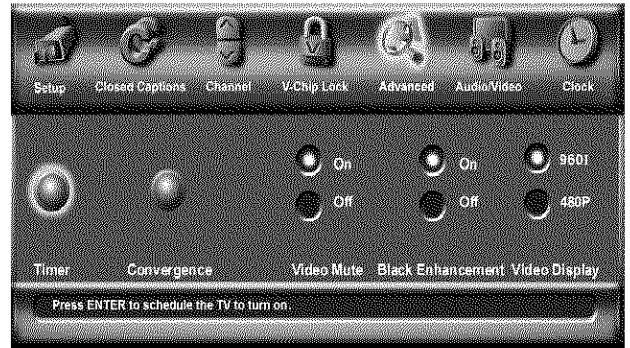 Setup Closed Captions Channel V-Chip Lock Advanced Audio/Video Clock
On On 960I
Off Off 480P
Timer Convergence Video Mute Black Enhancement Video Display
Press ENTER to schedule the TV to turn on.